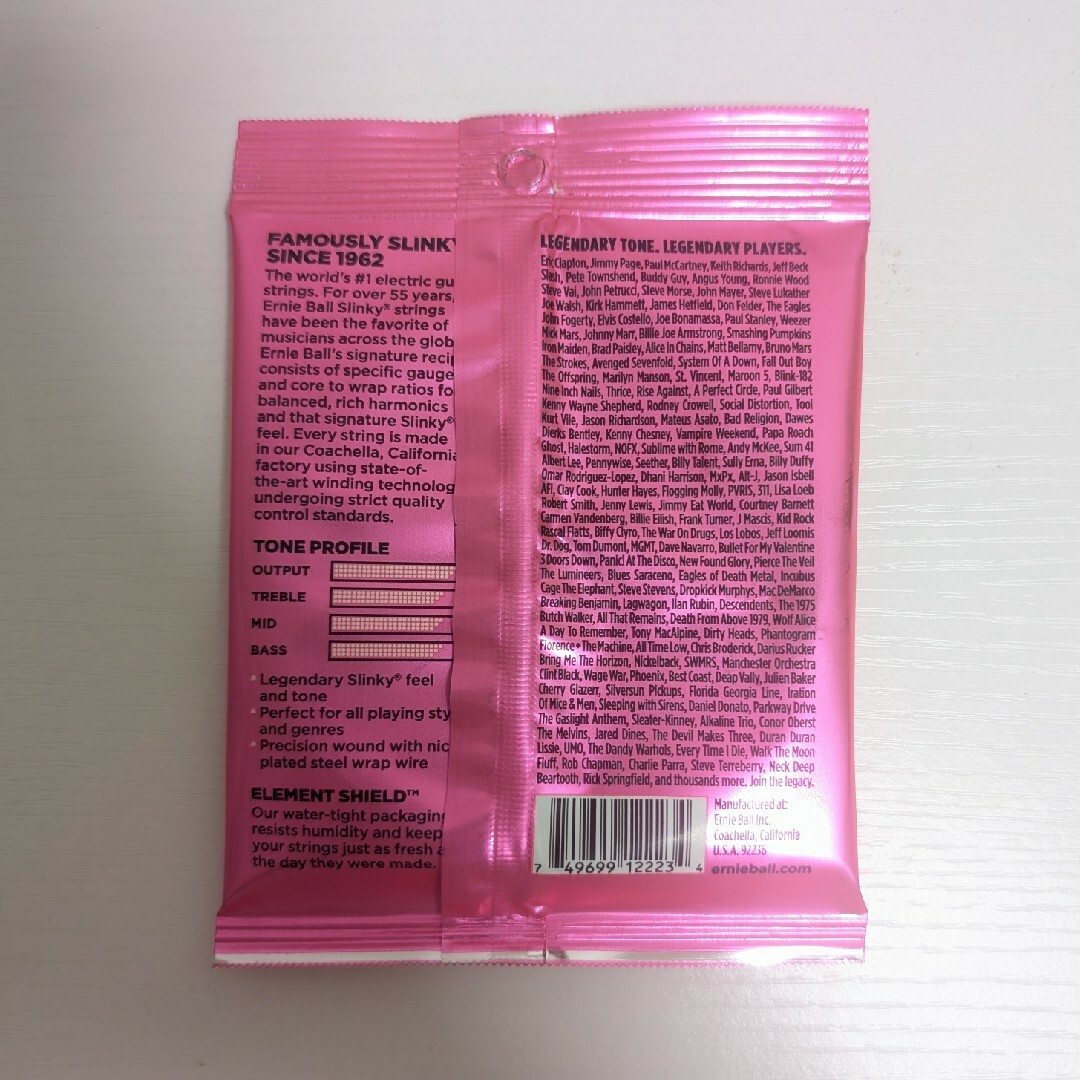 FAMOUSLY SLINKY
SINCE 1962
The world's #1 electric gu
strings. For over 55 years,
Ernie Ball Slinky® strings
have been the favorite of
musicians across the glob
Ernie Ball's signature recip
consists of specific gauge
and core to wrap ratios fo
balanced, rich harmonics
and that signature Slinky®
feel. Every string is made
in our Coachella, California
factory using state-of-
the-art winding technolog
undergoing strict quality
control standards.
TONE PROFILE
OUTPUT
TREBLE
MID
BASS
• Legendary Slinky® feel
and tone
• Perfect for all playing sty
and genres
• Precision wound with nic
plated steel wrap wire
ELEMENT SHIELD™
Our water-tight packaging
resists humidity and keep
your strings just as fresh a
the day they were made.
LEGENDARY TONE. LEGENDARY PLAYERS.
Eric Clapton, Jimmy Page, Paul McCartney, Keith Richards, Jeff Beck
Slash, Pete Townshend, Buddy Guy, Angus Young, Ronnie Wood
Steve Vai, John Petrucci, Steve Morse, John Mayer, Steve Lukather
Joe Walsh, Kirk Hammett, James Hetfield, Don Felder, The Eagles
John Fogerty, Elvis Costello, Joe Bonamassa, Paul Stanley, Weezer
Mick Mars, Johnny Marr, Billie Joe Armstrong, Smashing Pumpkins
Iron Maiden, Brad Paisley, Alice In Chains, Matt Bellamy, Bruno Mars
The Strokes, Avenged Sevenfold, System Of A Down, Fall Out Boy
The Offspring, Marilyn Manson, St. Vincent, Maroon 5, Blink-182
Nine Inch Nails, Thrice, Rise Against, A Perfect Circle, Paul Gilbert
Kenny Wayne Shepherd, Rodney Crowell, Social Distortion, Tool
Kurt Vile, Jason Richardson, Mateus Asato, Bad Religion, Dawes
Dierks Bentley, Kenny Chesney, Vampire Weekend, Papa Roach
Ghost, Halestorm, NOFX, Sublime with Rome, Andy McKee, Sum 41
Albert Lee, Pennywise, Seether, Billy Talent, Sully Erna, Billy Duffy
Omar Rodriguez-Lopez, Dhani Harrison, MxPx, Alt-J, Jason Isbell
AFI, Clay Cook, Hunter Hayes, Flogging Molly, PVRIS, 311, Lisa Loeb
Robert Smith, Jenny Lewis, Jimmy Eat World, Courtney Barnett
Carmen Vandenberg, Billie Eilish, Frank Turner, J Mascis, Kid Rock
Rascal Flatts, Biffy Clyro, The War On Drugs, Los Lobos, Jeff Loomis
Dr. Dog, Tom Dumont, MGMT, Dave Navarro, Bullet For My Valentine
3 Doors Down, Panic! At The Disco, New Found Glory, Pierce The Veil
The Lumineers, Blues Saraceno, Eagles of Death Metal, Incubus
Cage The Elephant, Steve Stevens, Dropkick Murphys, Mac DeMarco
Breaking Benjamin, Lagwagon, Ilan Rubin, Descendents, The 1975
Butch Walker, All That Remains, Death From Above 1979, Wolf Alice
A Day To Remember, Tony MacAlpine, Dirty Heads, Phantogram
Florence + The Machine, All Time Low, Chris Broderick, Darius Rucker
Bring Me The Horizon, Nickelback, SWMRS, Manchester Orchestra
Clint Black, Wage War, Phoenix, Best Coast, Deap Vally, Julien Baker
Cherry Glazerr, Silversun Pickups, Florida Georgia Line, Iration
Of Mice & Men, Sleeping with Sirens, Daniel Donato, Parkway Drive
The Gaslight Anthem, Sleater-Kinney, Alkaline Trio, Conor Oberst
The Melvins, Jared Dines, The Devil Makes Three, Duran Duran
Lissie, UMO, The Dandy Warhols, Every Time I Die, Walk The Moon
Fluff, Rob Chapman, Charlie Parra, Steve Terreberry, Neck Deep
Beartooth, Rick Springfield, and thousands more. Join the legacy.
7 49699 12223 4
Manufactured at:
Ernie Ball Inc.
Coachella, California
U.S.A. 92236
ernieball.com